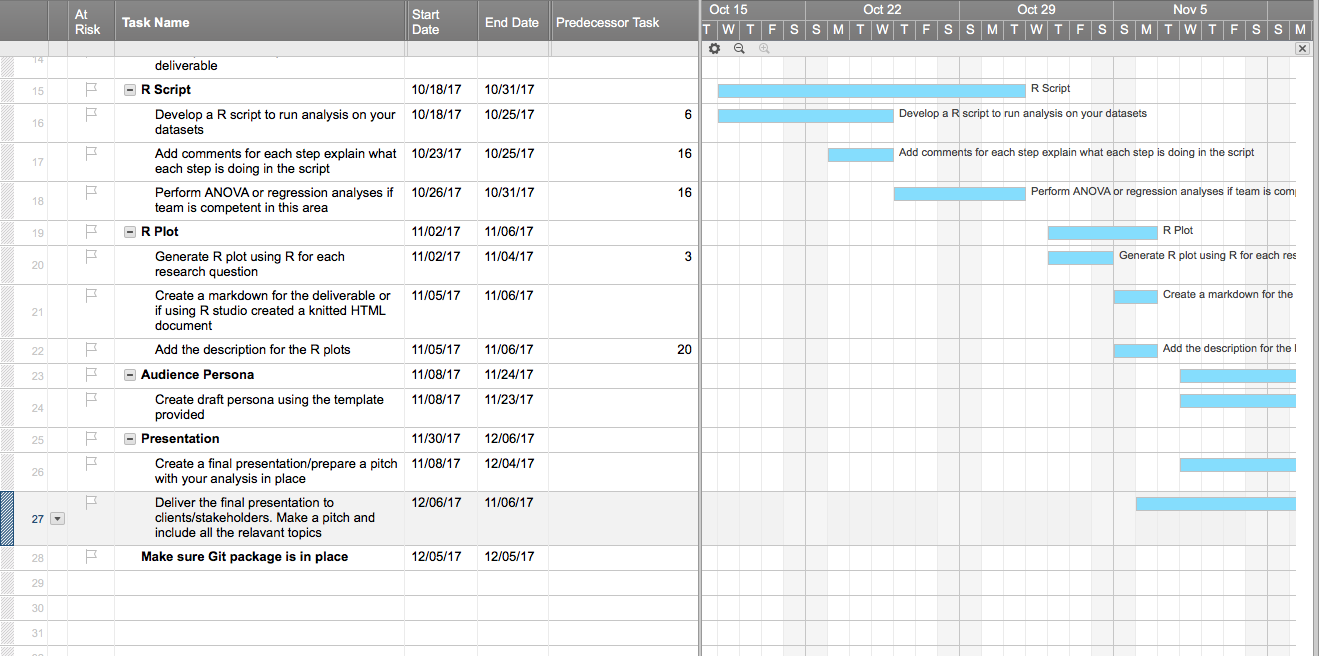 At Risk Task Name Start Date End Date Predecessor Task
Oct 15 Oct 22 Oct 29 Nov 5
T W T F S S M T W T F S S M T W T F S S M T W T F S S M
14 deliverable
15 R Script 10/18/17 10/31/17 R Script
16 Develop a R script to run analysis on your 10/18/17 10/25/17 6 Develop a R script to run analysis on your datasets
datasets
17 Add comments for each step explain what 10/23/17 10/25/17 16 Add comments for each step explain what each step is doing in the script
each step is doing in the script
18 Perform ANOVA or regression analyses if 10/26/17 10/31/17 16 Perform ANOVA or regression analyses if team is com
team is competent in this area
19 R Plot 11/02/17 11/06/17 R Plot
20 Generate R plot using R for each 11/02/17 11/04/17 3 Generate R plot using R for each res
research question
21 Create a markdown for the deliverable or 11/05/17 11/06/17 Create a markdown for the
if using R studio created a knitted HTML
document
22 Add the description for the R plots 11/05/17 11/06/17 20 Add the description for the
23 Audience Persona 11/08/17 11/24/17
24 Create draft persona using the template 11/08/17 11/23/17
provided
25 Presentation 11/30/17 12/06/17
26 Create a final presentation/prepare a pitch 11/08/17 12/04/17
with your analysis in place
27 Deliver the final presentation to 12/06/17 11/06/17
clients/stakeholders. Make a pitch and
include all the relavant topics
28 Make sure Git package is in place 12/05/17 12/05/17
29
30
31